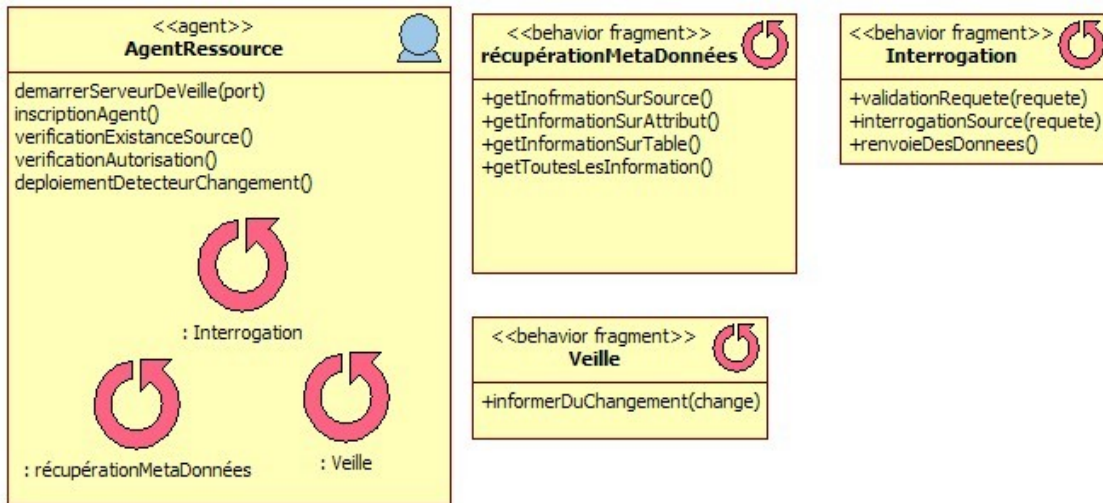 <<agent>>
AgentRessource
demarrerServeurDeVeille(port)
inscriptionAgent()
verificationExistanceSource()
verificationAutorisation()
deploiementDetecteurChangement()
: Interrogation
: récupérationMetaDonnées
: Veille
<<behavior fragment>>
récupérationMetaDonnées
+getInofrmationSurSource()
+getInformationSurAttribut()
+getInformationSurTable()
+getToutesLesInformation()
<<behavior fragment>>
Veille
+informerDuChangement(change)
<<behavior fragment>>
Interrogation
+validationRequete(requete)
+interrogationSource(requete)
+renvoieDesDonnees()